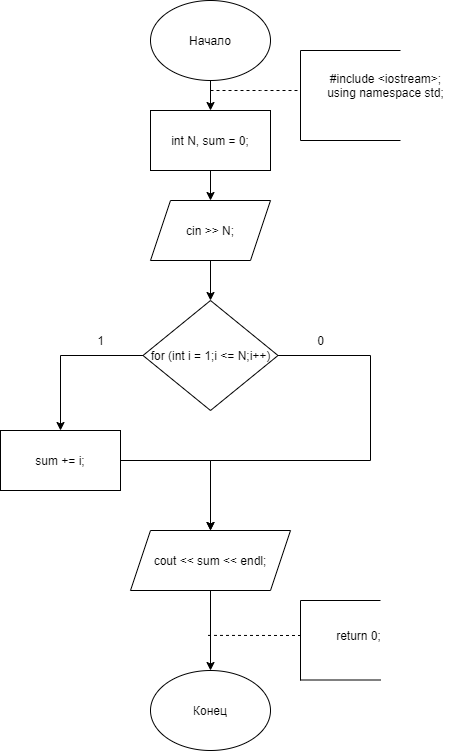 Начало
#include <iostream>;
using namespace std;
int N, sum = 0;
cin >> N;
1
0
for (int i = 1;i <= N;i++)
sum += i;
cout << sum << endl;
return 0;
Конец